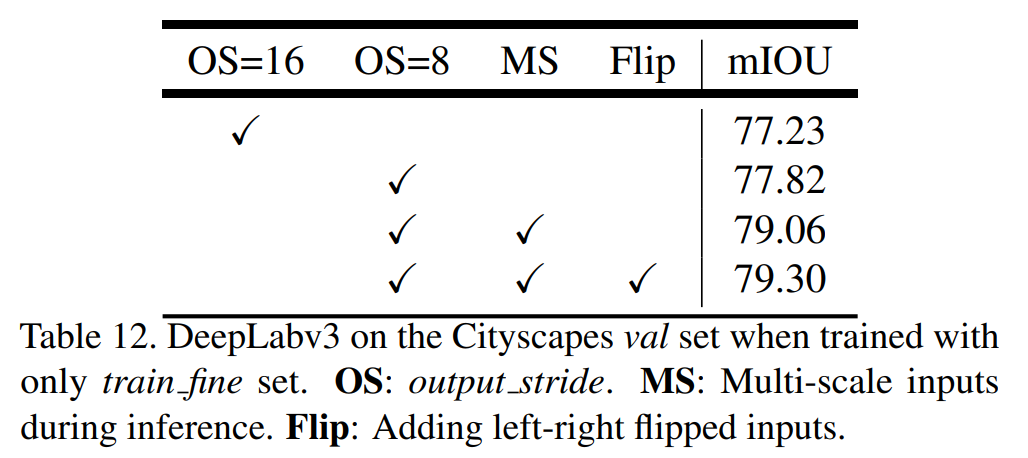 OS=16 OS=8 MS Flip mIOU
✓ 77.23
✓ 77.82
✓ ✓ 79.06
✓ ✓ ✓ 79.30
Table 12. DeepLabv3 on the Cityscapes val set when trained with
only train_fine set. OS: output_stride. MS: Multi-scale inputs
during inference. Flip: Adding left-right flipped inputs.